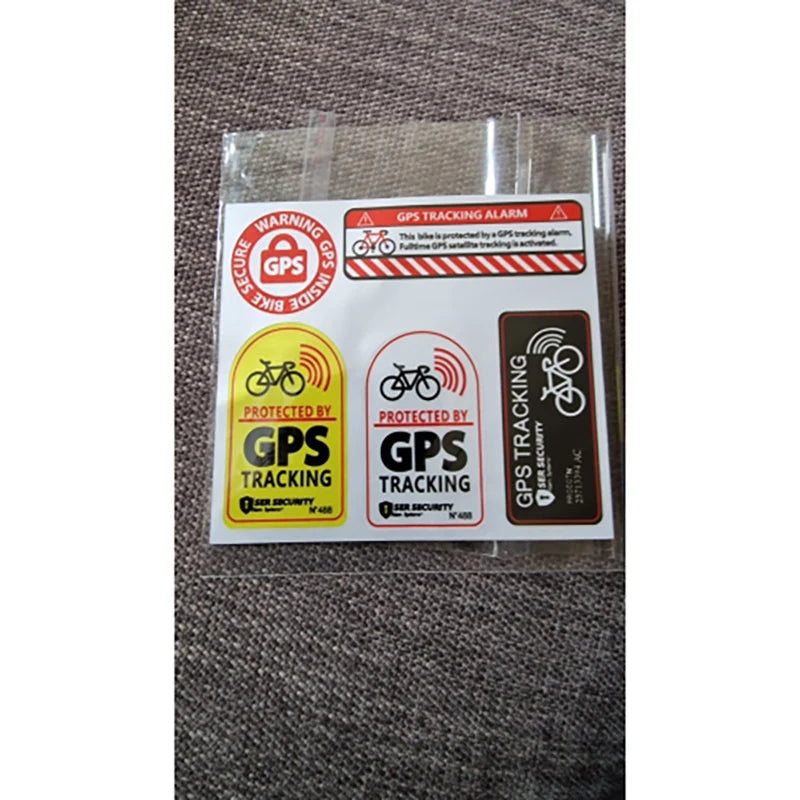 WARNING GPS INSIDE BIKE SECURE
GPS
GPS TRACKING ALARM
This bike is protected by a GPS tracking alarm,
Fulltime GPS satellite tracking is activated.
PROTECTED BY
GPS
TRACKING
SER SECURITY
Systems
N°488
PROTECTED BY
GPS
TRACKING
SER SECURITY
Systems
N°488
GPS TRACKING
SER SECURITY